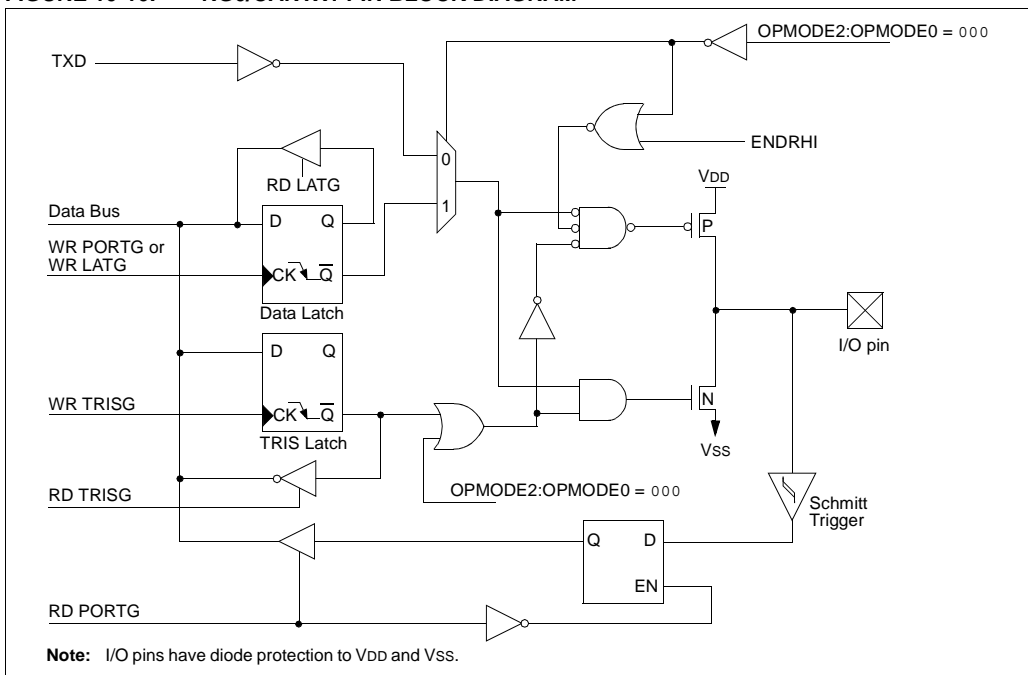 TXD
OPMODE2:OPMODE0 = 000
0
ENDRHI
RD LATG
1
VDD
Data Bus
D Q
P
WR PORTG or
WR LATG
CK Q
Data Latch
I/O pin
D Q
WR TRISG
CK Q
N
TRIS Latch
VSS
RD TRISG
OPMODE2:OPMODE0 = 000
Schmitt
Trigger
Q D
EN
RD PORTG
Note: I/O pins have diode protection to VDD and VSS.